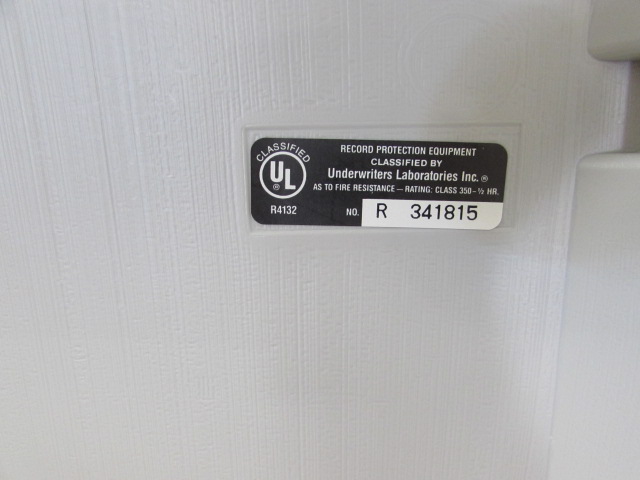 CLASSIFIED
UL®
R4132
RECORD PROTECTION EQUIPMENT
CLASSIFIED BY
Underwriters Laboratories Inc.®
AS TO FIRE RESISTANCE — RATING: CLASS 350-½ HR.
NO. R 341815